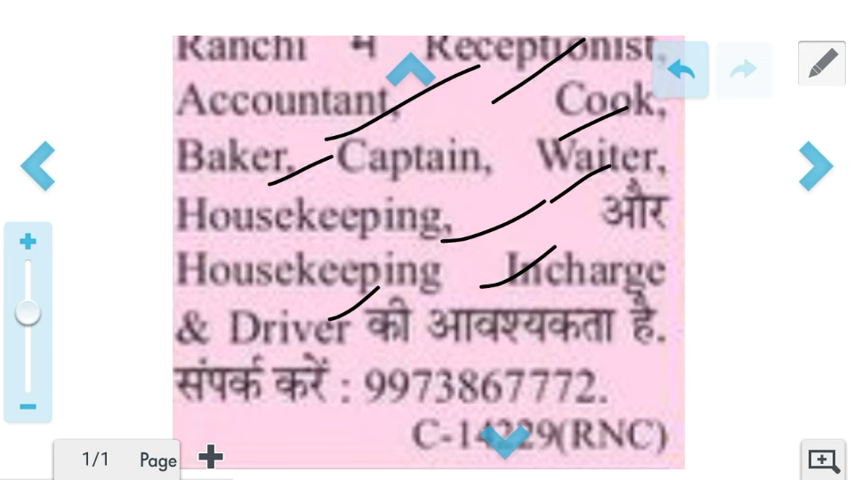 Ranchi में Receptionist,
Accountant, Cook,
Baker, Captain, Waiter,
Housekeeping, और
Housekeeping Incharge
& Driver की आवश्यकता है.
संपर्क करें : 9973867772.
C-14229(RNC)
1/1 Page